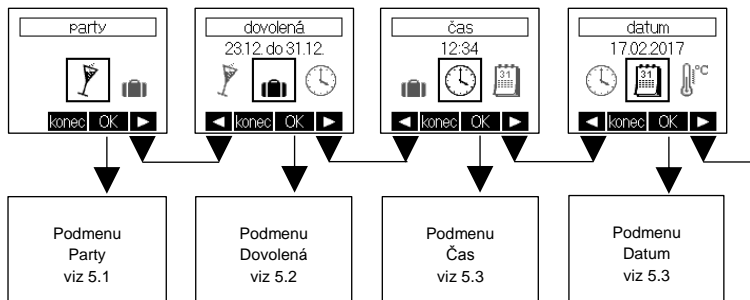 party
konec OK
dovolená
23.12. do 31.12.
konec OK
čas
12:34
31
konec OK
datum
17.02.2017
31
°C
konec OK
Podmenu
Party
viz 5.1
Podmenu
Dovolená
viz 5.2
Podmenu
Čas
viz 5.3
Podmenu
Datum
viz 5.3